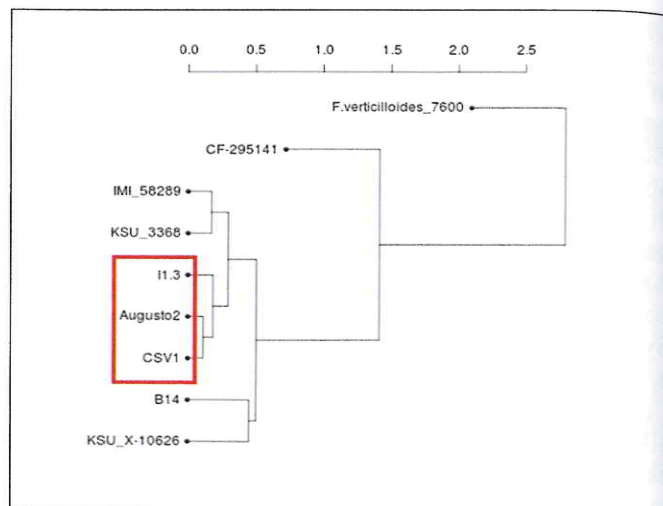 0.0 0.5 1.0 1.5 2.0 2.5
F.verticilloides_7600
CF-295141
IMI_58289
KSU_3368
I1.3
Augusto2
CSV1
B14
KSU_X-10626